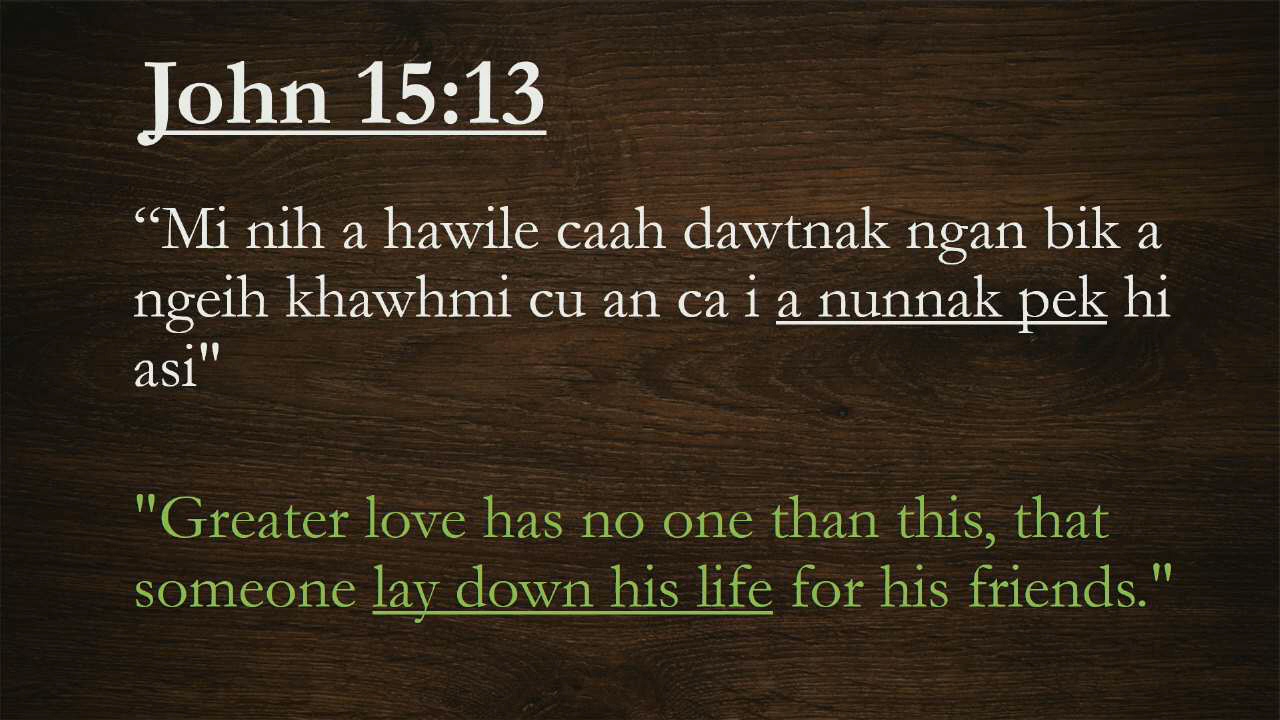 John 15:13
“Mi nih a hawile caah dawtnak ngan bik a
ngeih khawhmi cu an ca i a nunnak pek hi
asi"
"Greater love has no one than this, that
someone lay down his life for his friends."